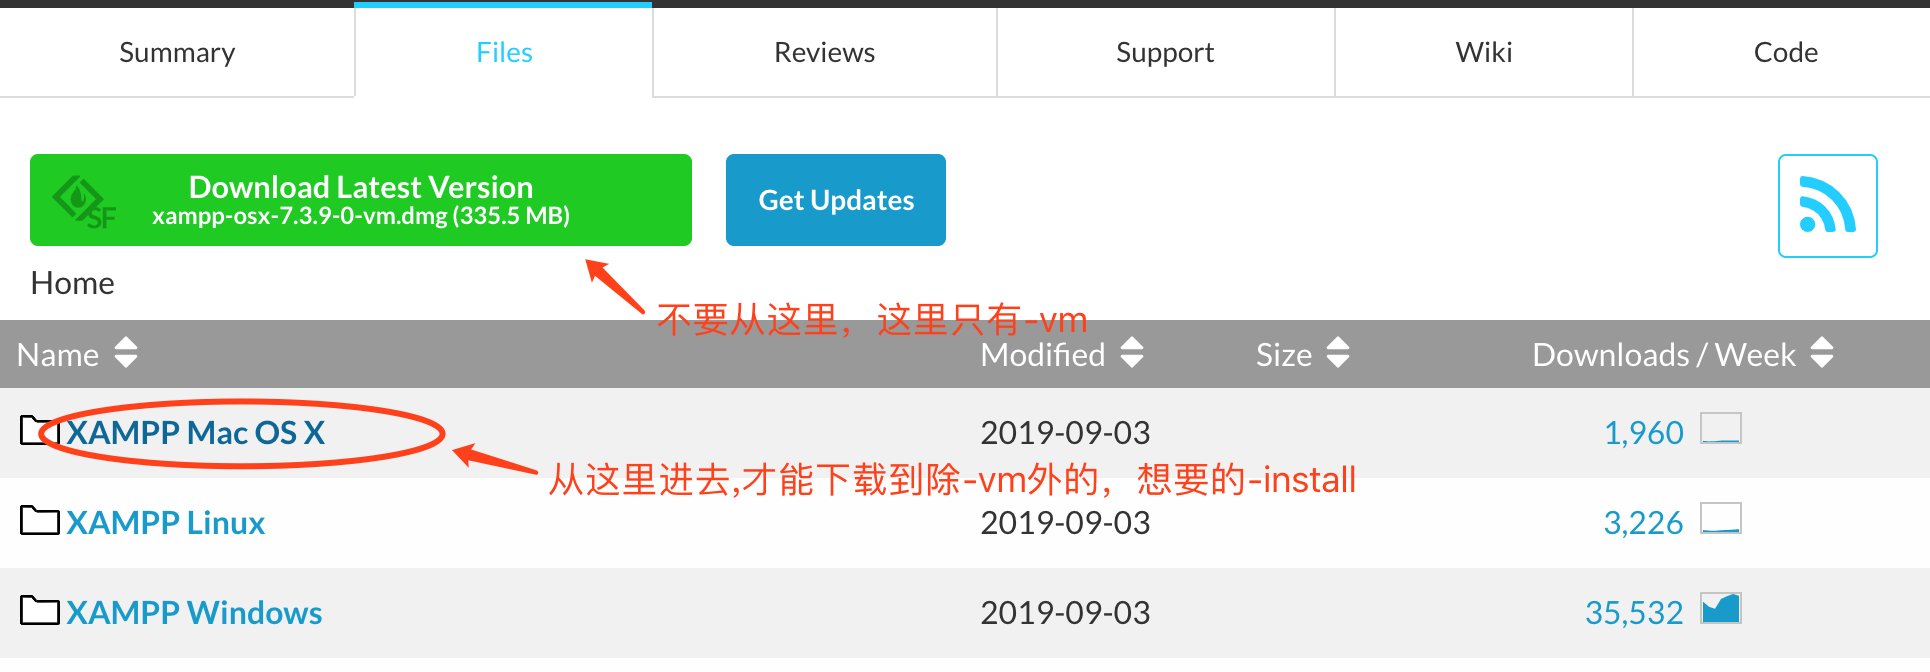 Summary Files Reviews Support Wiki Code
Download Latest Version
xampp-osx-7.3.9-0-vm.dmg (335.5 MB)
SF
Get Updates
Home
不要从这里，这里只有-vm
Name Modified Size Downloads / Week
XAMPP Mac OS X 2019-09-03 1,960
从这里进去,才能下载到除-vm外的，想要的-install
XAMPP Linux 2019-09-03 3,226
XAMPP Windows 2019-09-03 35,532